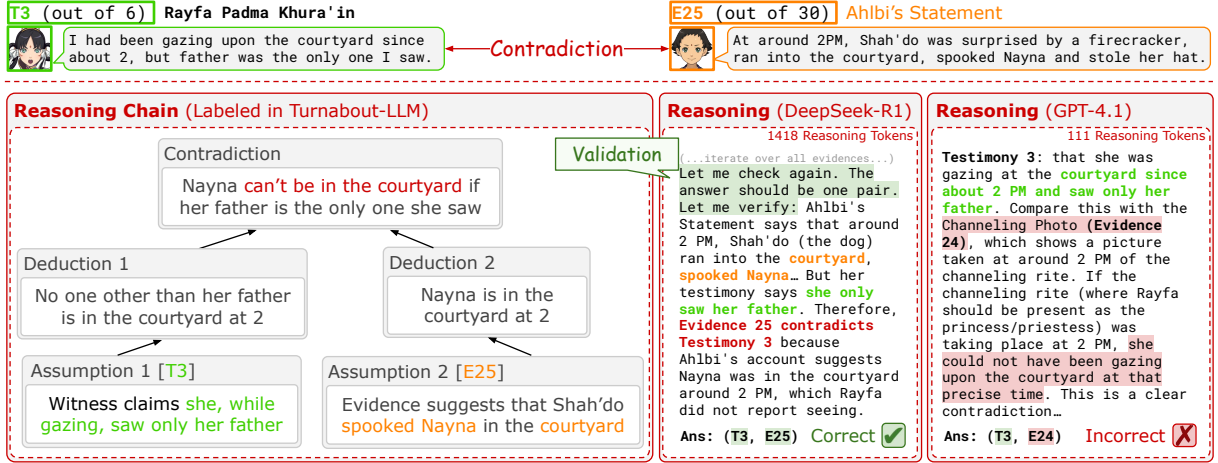 T3 (out of 6) Rayfa Padma Khura'in
I had been gazing upon the courtyard since
about 2, but father was the only one I saw.
Contradiction
E25 (out of 30) Ahlbi's Statement
At around 2PM, Shah'do was surprised by a firecracker,
ran into the courtyard, spooked Nayna and stole her hat.
Reasoning Chain (Labeled in Turnabout-LLM)
Contradiction
Nayna can't be in the courtyard if
her father is the only one she saw
Deduction 1
No one other than her father
is in the courtyard at 2
Deduction 2
Nayna is in the
courtyard at 2
Assumption 1 [T3]
Witness claims she, while
gazing, saw only her father
Assumption 2 [E25]
Evidence suggests that Shah'do
spooked Nayna in the courtyard
Validation
Reasoning (DeepSeek-R1)
1418 Reasoning Tokens
(...iterate over all evidences...)
Let me check again. The
answer should be one pair.
Let me verify: Ahlbi's
Statement says that around
2 PM, Shah'do (the dog)
ran into the courtyard,
spooked Nayna… But her
testimony says she only
saw her father. Therefore,
Evidence 25 contradicts
Testimony 3 because
Ahlbi's account suggests
Nayna was in the courtyard
around 2 PM, which Rayfa
did not report seeing.
Ans: (T3, E25) Correct
Reasoning (GPT-4.1)
111 Reasoning Tokens
Testimony 3: that she was
gazing at the courtyard since
about 2 PM and saw only her
father. Compare this with the
Channeling Photo (Evidence
24), which shows a picture
taken at around 2 PM of the
channeling rite. If the
channeling rite (where Rayfa
should be present as the
princess/priestess) was
taking place at 2 PM, she
could not have been gazing
upon the courtyard at that
precise time. This is a clear
contradiction…
Ans: (T3, E24) Incorrect